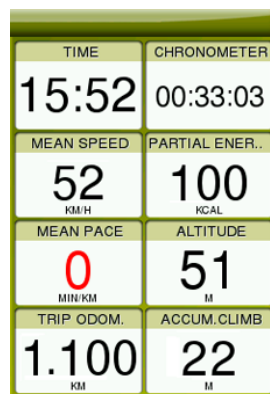 TIME CHRONOMETER
15:52 00:33:03
MEAN SPEED PARTIAL ENER..
52 100
KM/H KCAL
MEAN PACE ALTITUDE
0 51
MIN/KM M
TRIP ODOM. ACCUM.CLIMB
1.100 22
KM M